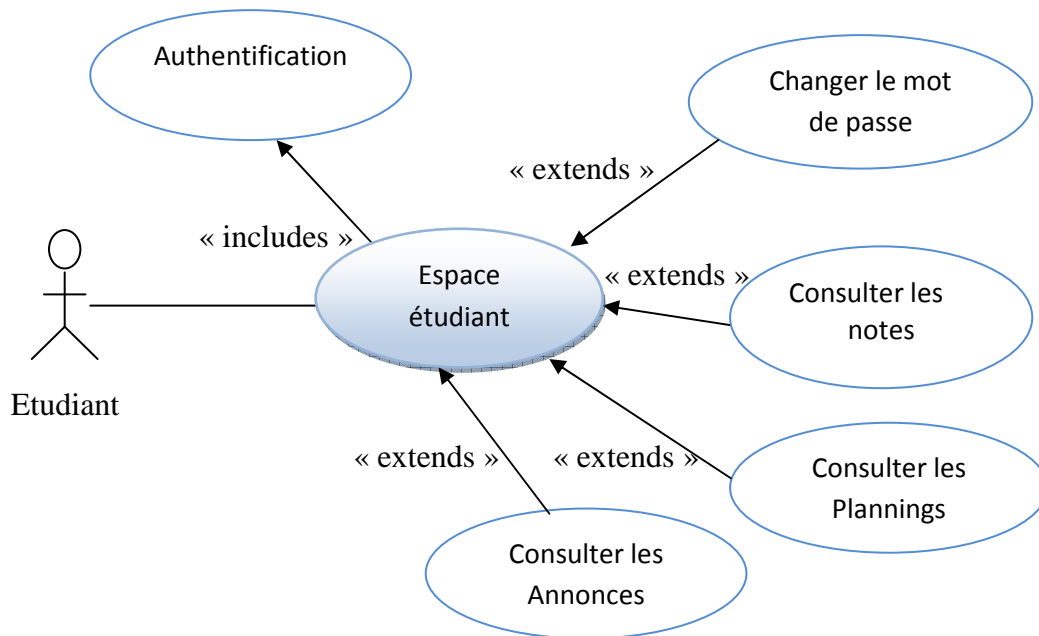 Authentification
Changer le mot
de passe
« extends »
« includes »
Espace
étudiant
« extends »
Consulter les
notes
Etudiant
« extends »
« extends »
Consulter les
Plannings
Consulter les
Annonces